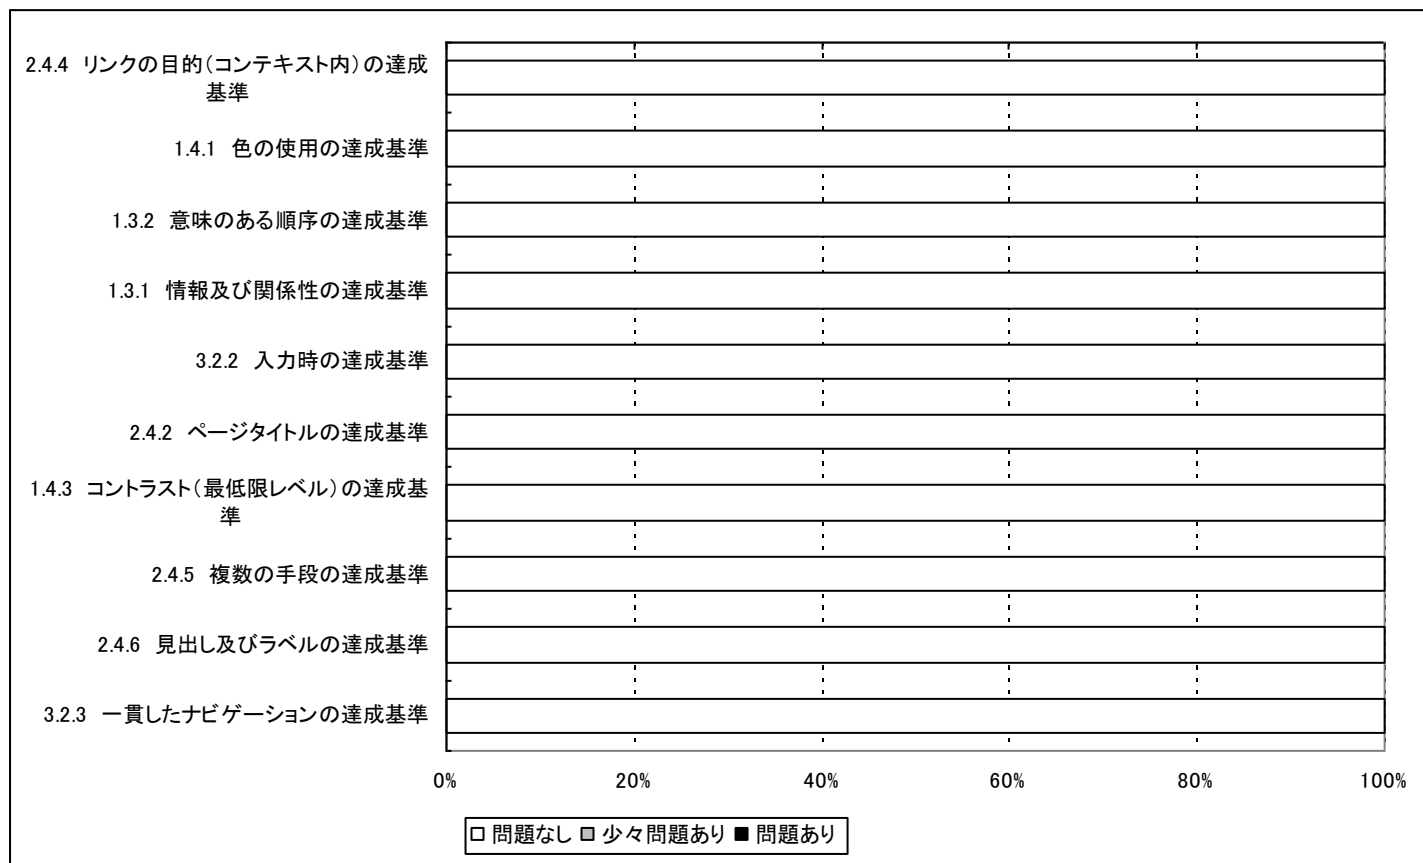 2.4.4 リンクの目的(コンテキスト内)の達成
基準
1.4.1 色の使用の達成基準
1.3.2 意味のある順序の達成基準
1.3.1 情報及び関係性の達成基準
3.2.2 入力時の達成基準
2.4.2 ページタイトルの達成基準
1.4.3 コントラスト(最低限レベル)の達成基
準
2.4.5 複数の手段の達成基準
2.4.6 見出し及びラベルの達成基準
3.2.3 一貫したナビゲーションの達成基準
0% 20% 40% 60% 80% 100%
問題なし 少々問題あり 問題あり